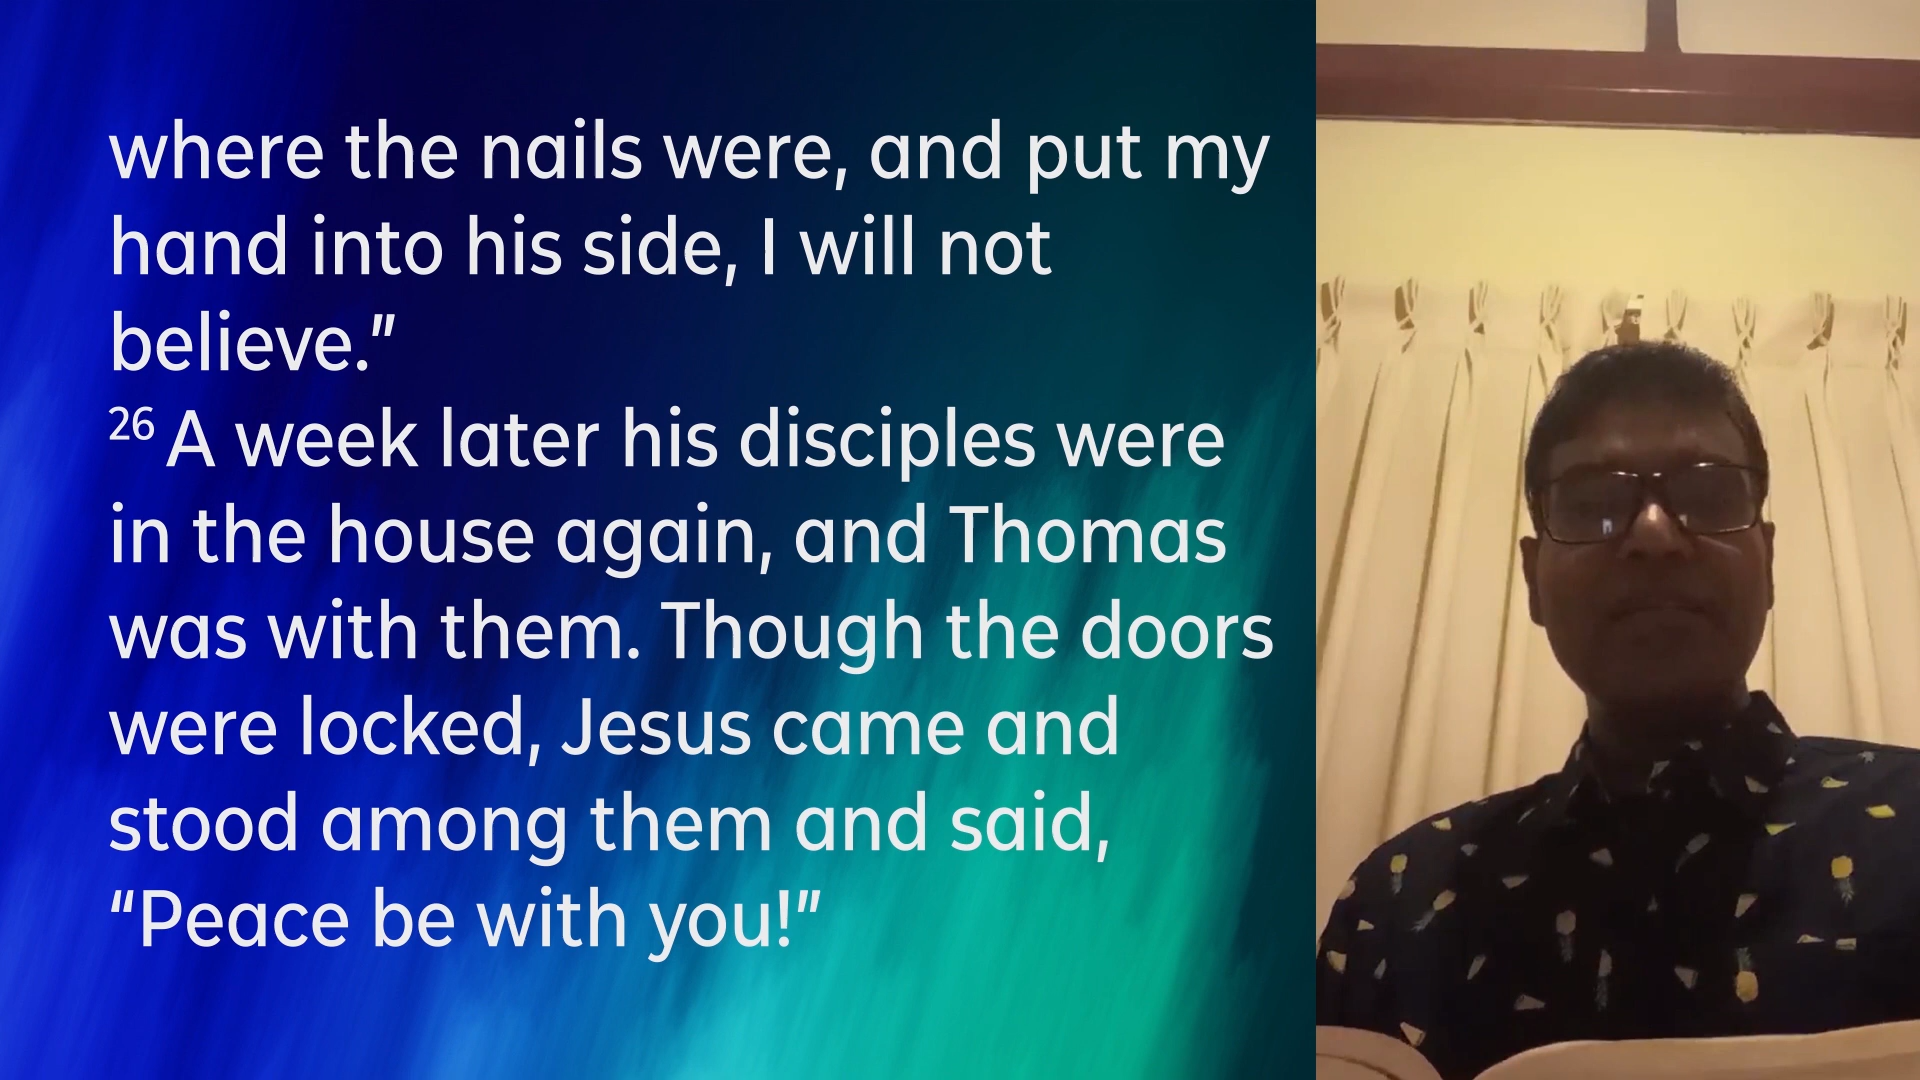 where the nails were, and put my
hand into his side, I will not
believe.”
26 A week later his disciples were
in the house again, and Thomas
was with them. Though the doors
were locked, Jesus came and
stood among them and said,
“Peace be with you!”